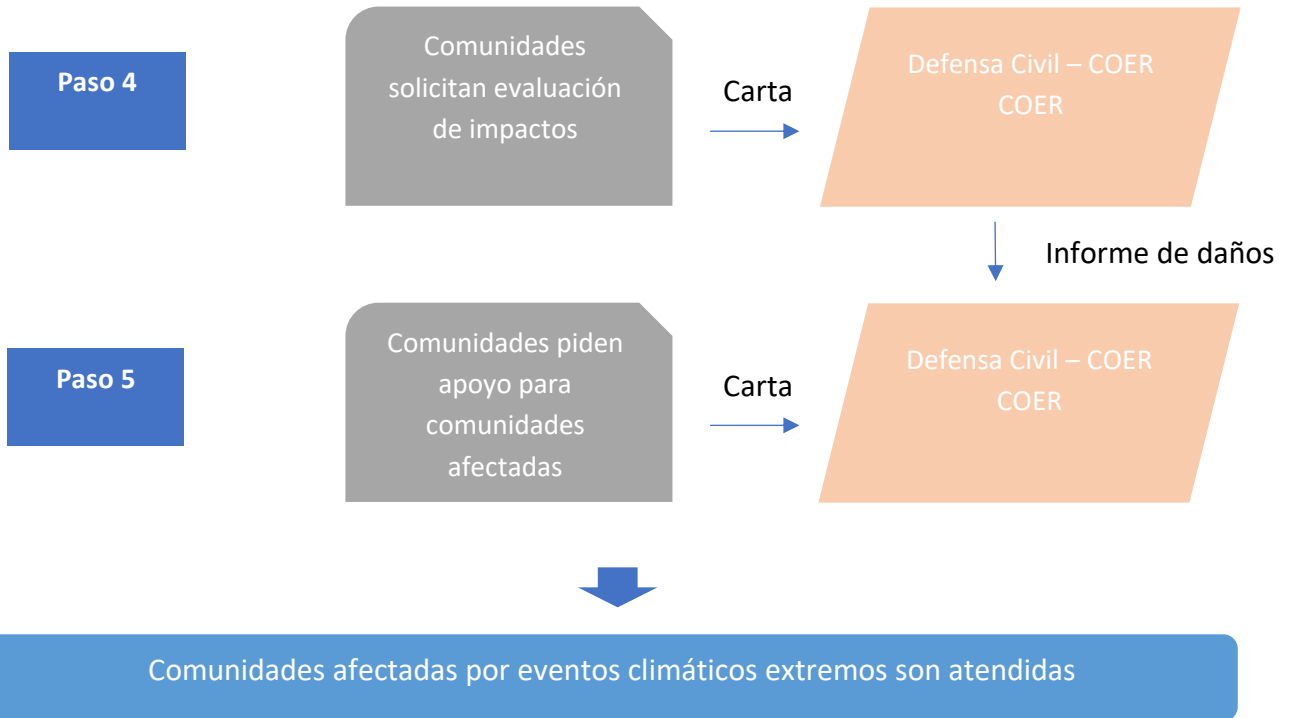 Paso 4
Comunidades
solicitan evaluación
de impactos
Carta
Defensa Civil – COER
COER
Informe de daños
Paso 5
Comunidades piden
apoyo para
comunidades
afectadas
Carta
Defensa Civil – COER
COER
Comunidades afectadas por eventos climáticos extremos son atendidas